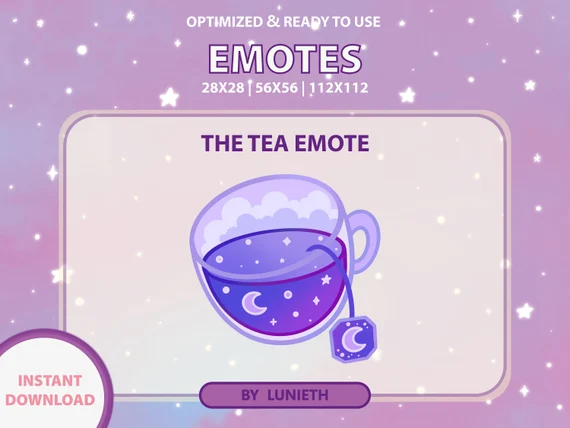 OPTIMIZED & READY TO USE
EMOTES
28X28 | 56X56 | 112X112
THE TEA EMOTE
INSTANT
DOWNLOAD
BY LUNIETH